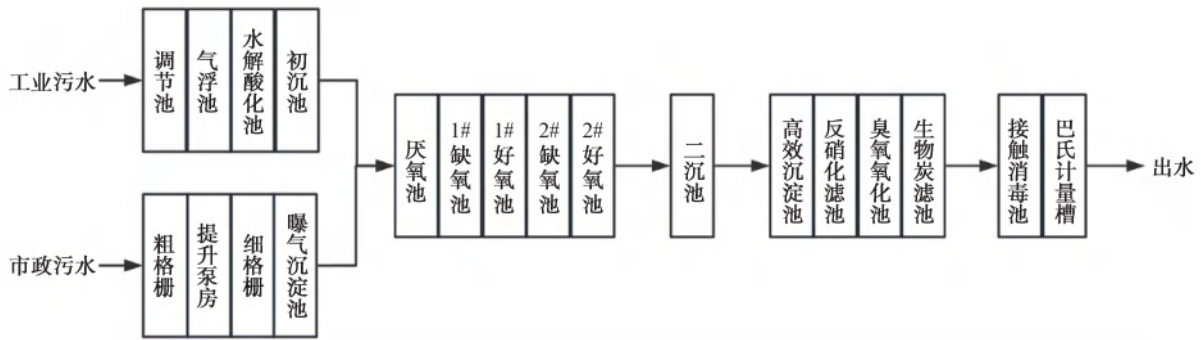 工业污水
调节池
气浮池
水解酸化池
初沉池
市政污水
粗格栅
提升泵房
细格栅
曝气沉淀池
厌氧池
1#缺氧池
1#好氧池
2#缺氧池
2#好氧池
二沉池
高效沉淀池
反硝化滤池
臭氧氧化池
生物炭滤池
接触消毒池
巴氏计量槽
出水